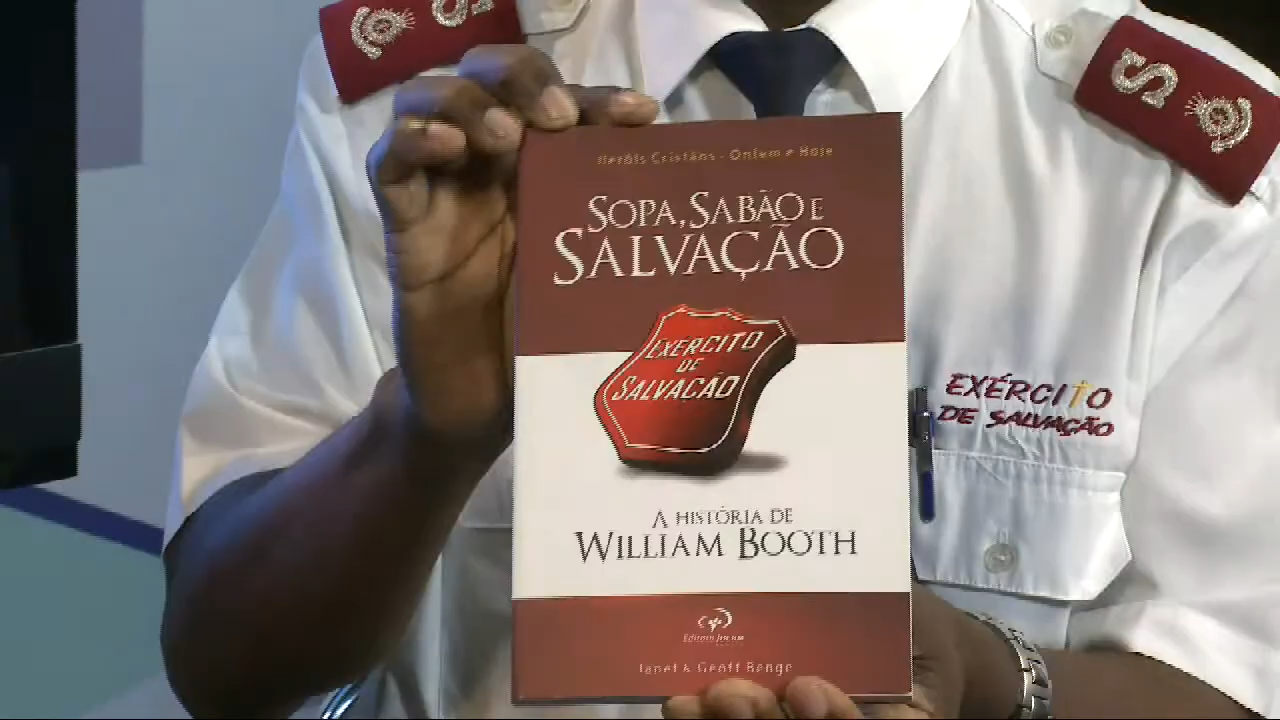 S
S
Heróis Cristãos - Ontem e Hoje
SOPA, SABÃO E
SALVAÇÃO
EXÉRCITO
DE
SALVAÇÃO
EXÉRCITO
DE SALVAÇÃO
A HISTÓRIA DE
WILLIAM BOOTH
Editora Jocum
Janet & Geoff Benge